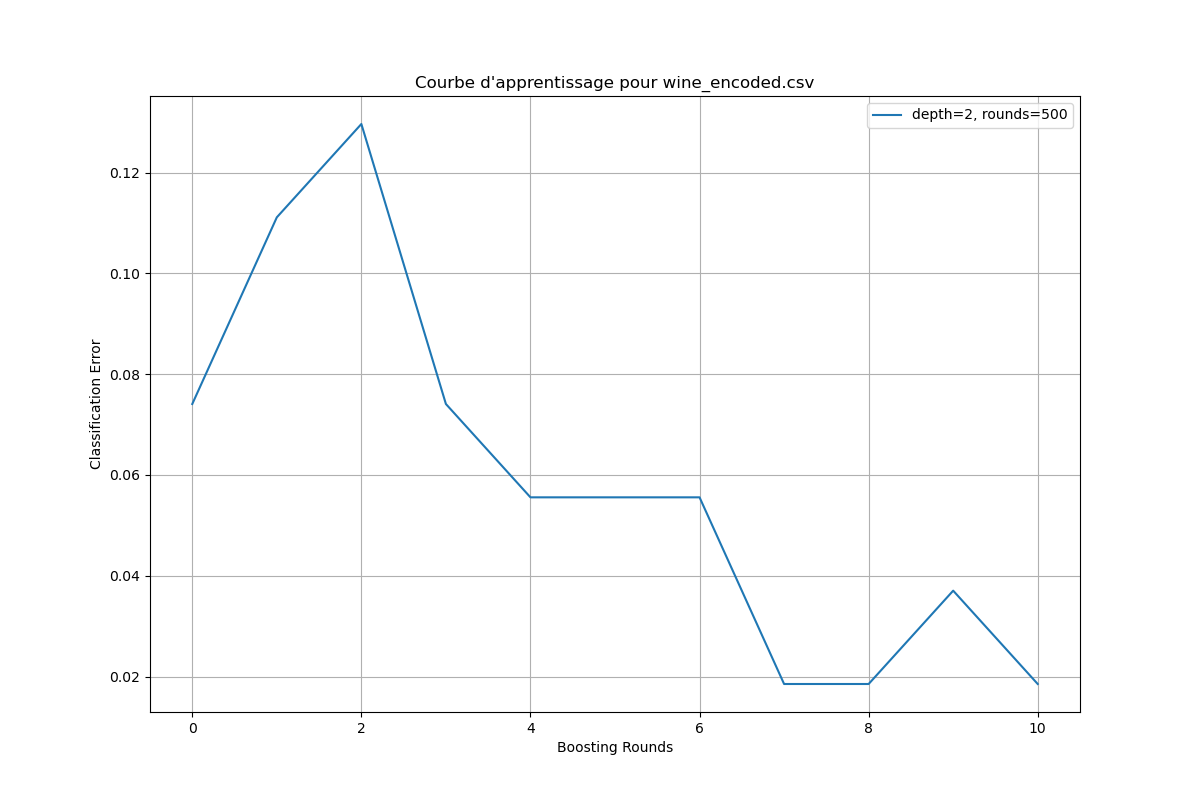 Courbe d'apprentissage pour wine_encoded.csv
depth=2, rounds=500
Classification Error
0.12
0.10
0.08
0.06
0.04
0.02
0 2 4 6 8 10
Boosting Rounds